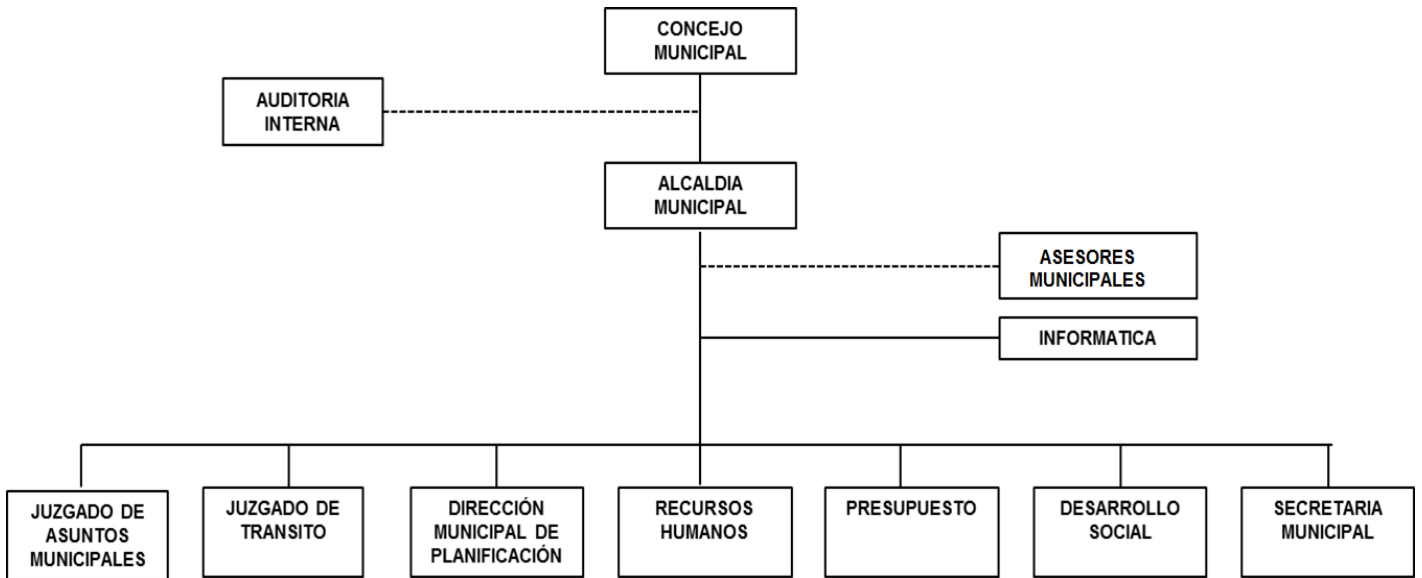 CONCEJO
MUNICIPAL
AUDITORIA
INTERNA
ALCALDIA
MUNICIPAL
ASESORES
MUNICIPALES
INFORMATICA
JUZGADO DE
ASUNTOS
MUNICIPALES
JUZGADO DE
TRANSITO
DIRECCIÓN
MUNICIPAL DE
PLANIFICACIÓN
RECURSOS
HUMANOS
PRESUPUESTO
DESARROLLO
SOCIAL
SECRETARIA
MUNICIPAL